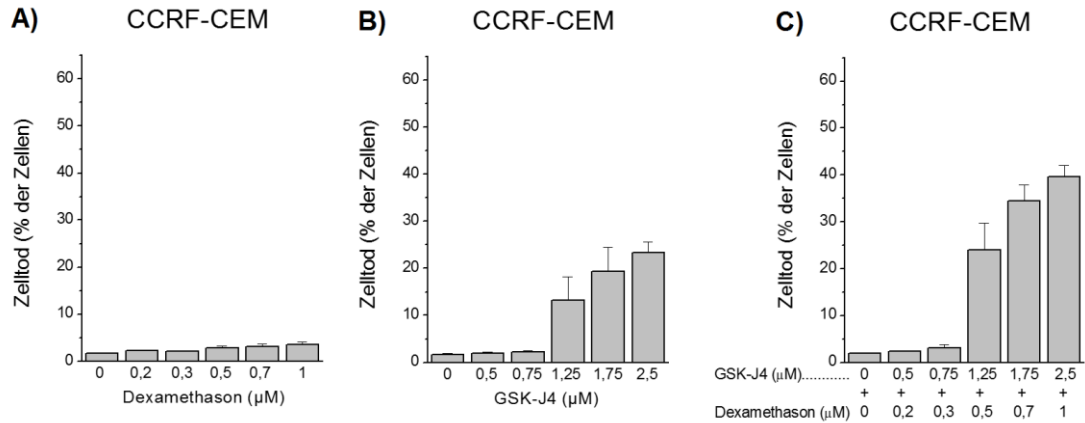 A)
CCRF-CEM
Zelltod (% der Zellen)
60
50
40
30
20
10
0
0 0,2 0,3 0,5 0,7 1
Dexamethason (µM)
B)
CCRF-CEM
Zelltod (% der Zellen)
60
50
40
30
20
10
0
0 0,5 0,75 1,25 1,75 2,5
GSK-J4 (µM)
C)
CCRF-CEM
Zelltod (% der Zellen)
60
50
40
30
20
10
0
GSK-J4 (µM)............ 0 0,5 0,75 1,25 1,75 2,5
+ + + + + +
Dexamethason (µM) 0 0,2 0,3 0,5 0,7 1